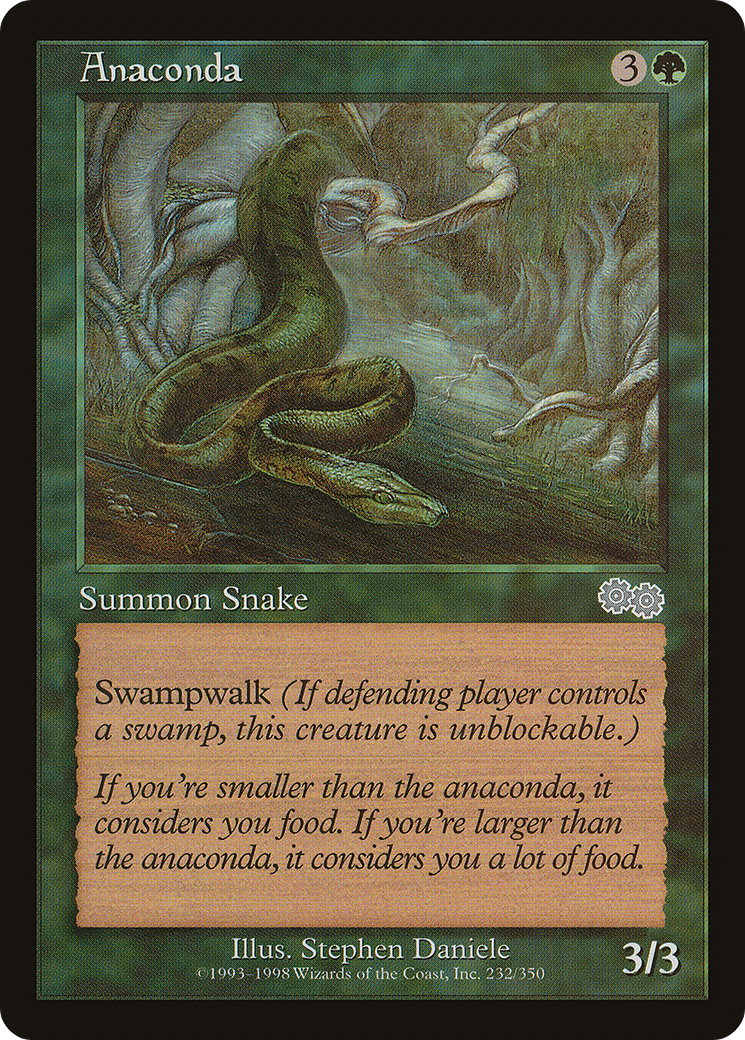 Anaconda 3
Summon Snake
Swampwalk (If defending player controls
a swamp, this creature is unblockable.)
If you're smaller than the anaconda, it
considers you food. If you're larger than
the anaconda, it considers you a lot of food.
Illus. Stephen Daniele
©1993–1998 Wizards of the Coast, Inc. 232/350
3/3